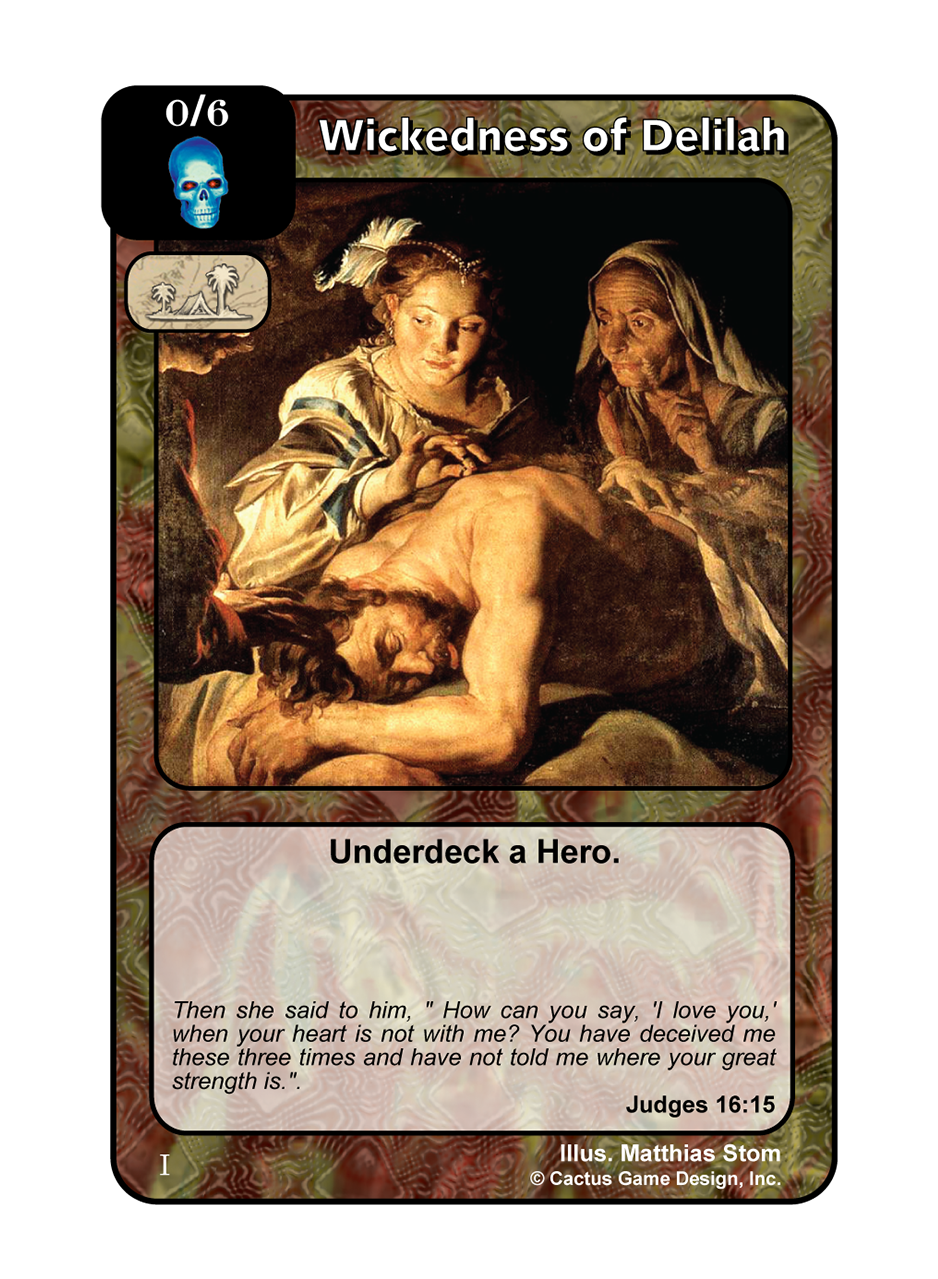 0/6
Wickedness of Delilah
Underdeck a Hero.
Then she said to him, " How can you say, 'I love you,'
when your heart is not with me? You have deceived me
these three times and have not told me where your great
strength is.".
Judges 16:15
I
Illus. Matthias Stom
© Cactus Game Design, Inc.